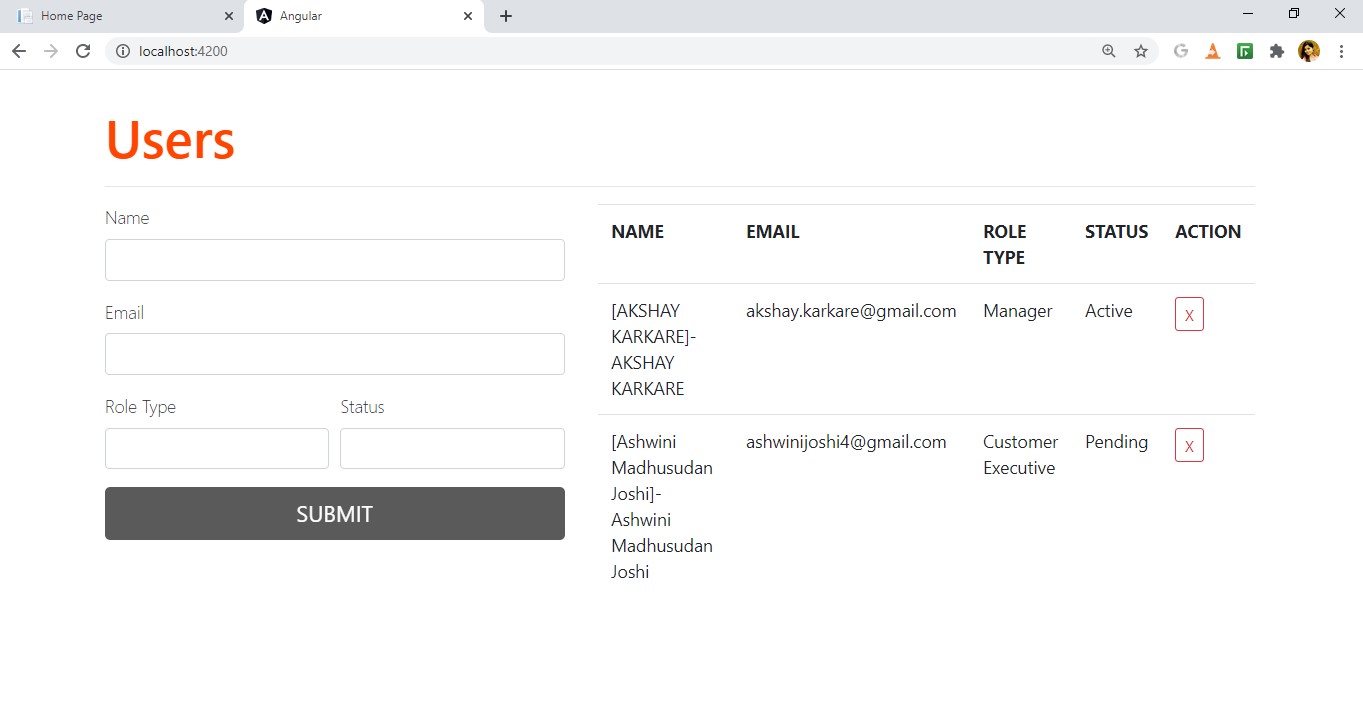 Home Page
Angular
localhost:4200
Users
Name
Email
Role Type Status
SUBMIT
NAME EMAIL ROLE TYPE STATUS ACTION
[AKSHAY akshay.karkare@gmail.com Manager Active X
KARKARE]-
AKSHAY
KARKARE
[Ashwini ashwinijoshi4@gmail.com Customer Pending X
Madhusudan Executive
Joshi]-
Ashwini
Madhusudan
Joshi